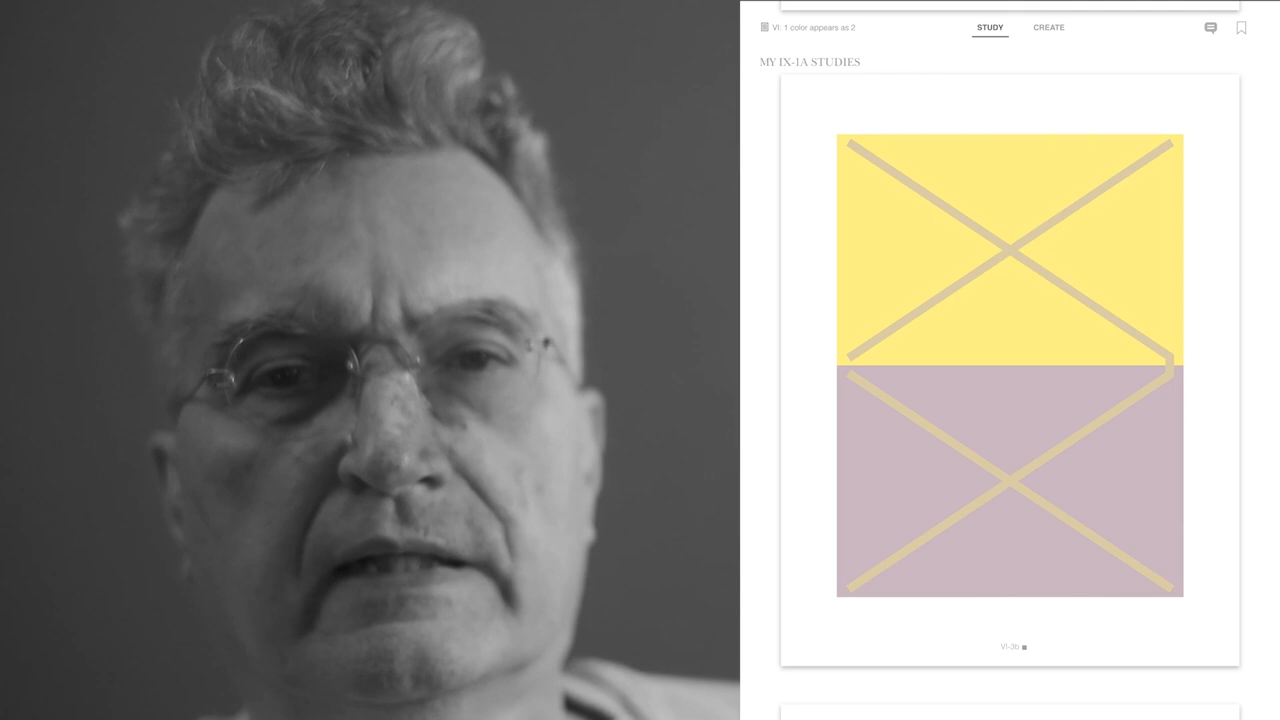 VI: 1 color appears as 2
STUDY
CREATE
MY IX-1A STUDIES
VI-3b